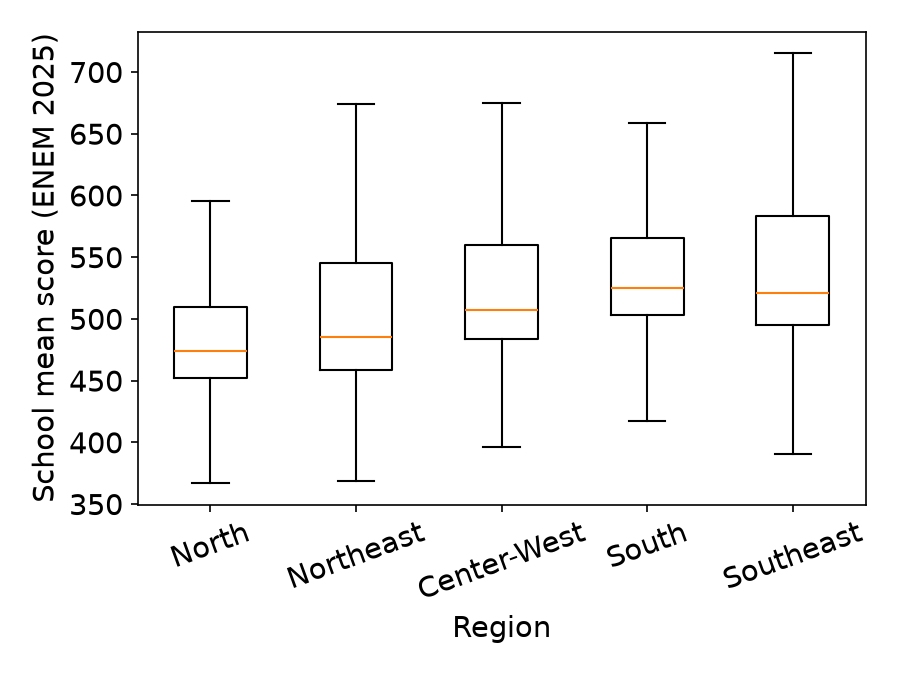 School mean score (ENEM 2025)
700
650
600
550
500
450
400
350
North
Northeast
Center-West
South
Southeast
Region